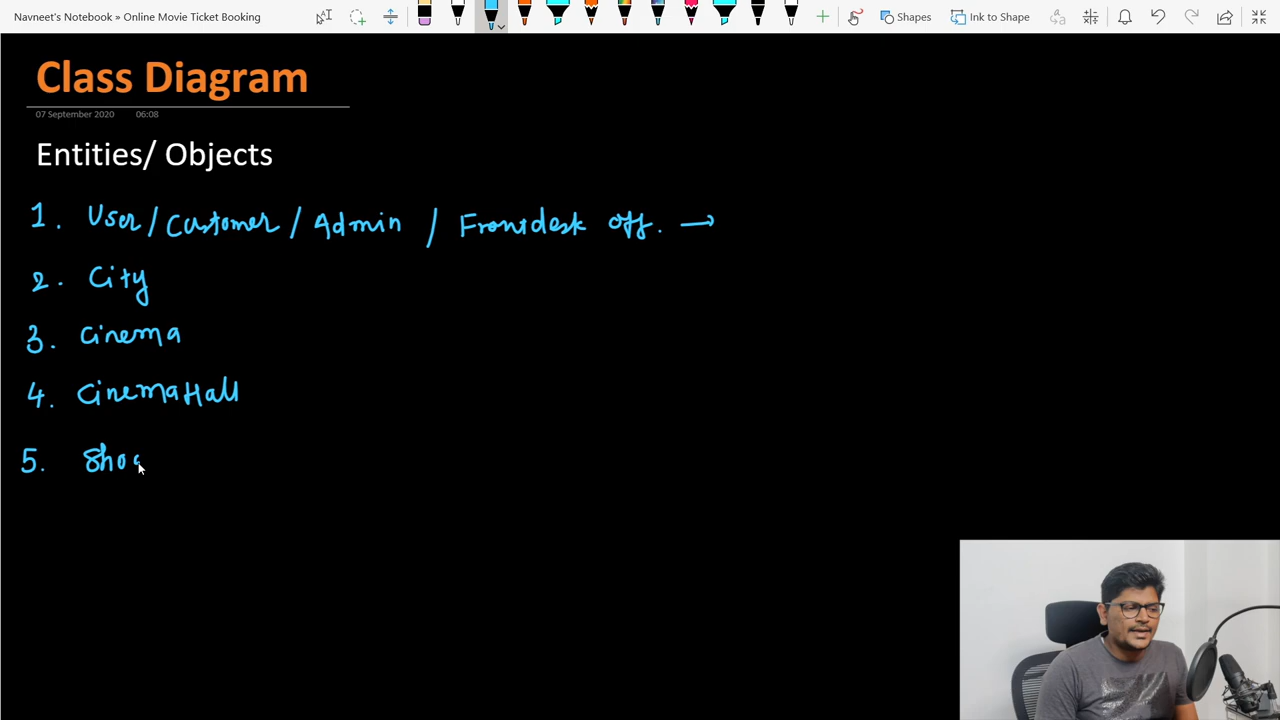 Navneet's Notebook » Online Movie Ticket Booking
Shapes
Ink to Shape
Class Diagram
07 September 2020 06:08
Entities/ Objects
1. User/Customer/Admin / Frontdesk off. →
2. City
3. Cinema
4. CinemaHall
5. Sho